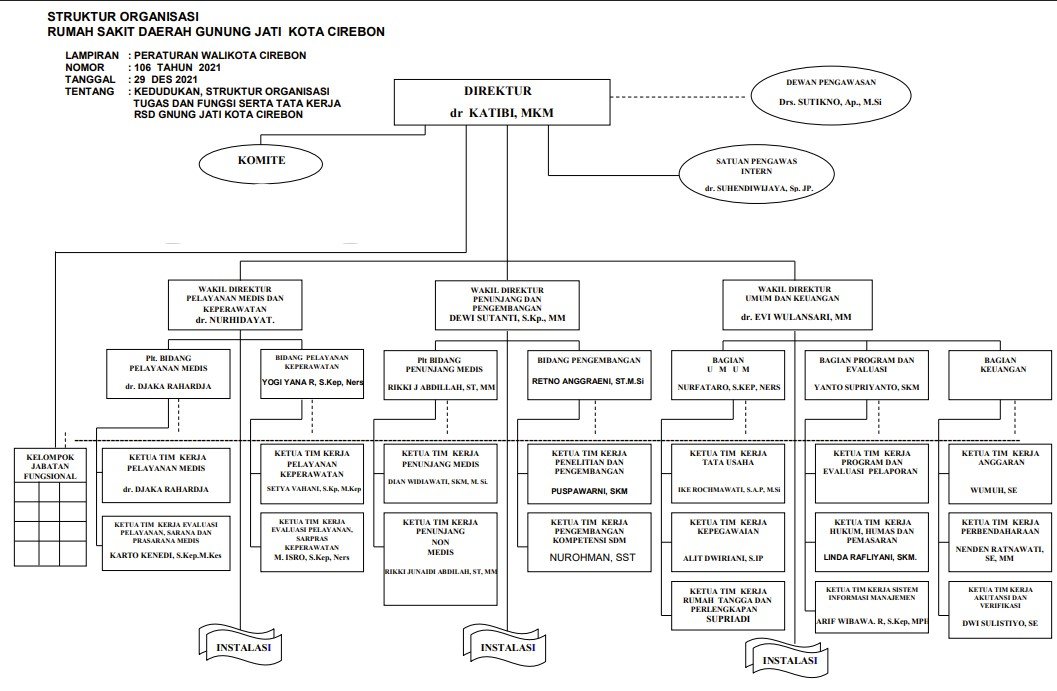 STRUKTUR ORGANISASI
RUMAH SAKIT DAERAH GUNUNG JATI KOTA CIREBON
LAMPIRAN : PERATURAN WALIKOTA CIREBON
NOMOR : 106 TAHUN 2021
TANGGAL : 29 DES 2021
TENTANG : KEDUDUKAN, STRUKTUR ORGANISASI
TUGAS DAN FUNGSI SERTA TATA KERJA
RSD GNUNG JATI KOTA CIREBON
DIREKTUR
dr KATIBI, MKM
DEWAN PENGAWASAN
Drs. SUTIKNO, Ap., M.Si
KOMITE
SATUAN PENGAWAS
INTERN
dr. SUHENDIWIJAYA, Sp. JP.
WAKIL DIREKTUR
PELAYANAN MEDIS DAN
KEPERAWATAN
dr. NURHIDAYAT.
WAKIL DIREKTUR
PENUNJANG DAN
PENGEMBANGAN
DEWI SUTANTI, S.Kp., MM
WAKIL DIREKTUR
UMUM DAN KEUANGAN
dr. EVI WULANSARI, MM
Plt. BIDANG
PELAYANAN MEDIS
dr. DJAKA RAHARDJA
BIDANG PELAYANAN
KEPERAWATAN
YOGI YANA R, S.Kep, Ners
Plt BIDANG
PENUNJANG MEDIS
RIKKI J ABDILLAH, ST, MM
BIDANG PENGEMBANGAN
RETNO ANGGRAENI, ST.M.Si
BAGIAN
U M U M
NURFATARO, S.KEP, NERS
BAGIAN PROGRAM DAN
EVALUASI
YANTO SUPRIYANTO, SKM
BAGIAN
KEUANGAN
KELOMPOK
JABATAN
FUNGSIONAL
KETUA TIM KERJA
PELAYANAN MEDIS
dr. DJAKA RAHARDJA
KETUA TIM KERJA
PELAYANAN
KEPERAWATAN
SETYA VAHANI, S.Kp, M.Kep
KETUA TIM KERJA
PENUNJANG MEDIS
DIAN WIDIAWATI, SKM, M. Si.
KETUA TIM KERJA
PENELITIAN DAN
PENGEMBANGAN
PUSPAWARNI, SKM
KETUA TIM KERJA
TATA USAHA
IKE ROCHMAWATI, S.A.P, M.Si
KETUA TIM KERJA
PROGRAM DAN
EVALUASI PELAPORAN
KETUA TIM KERJA
ANGGARAN
WUMUH, SE
KETUA TIM KERJA EVALUASI
PELAYANAN, SARANA DAN
PRASARANA MEDIS
KARTO KENEDI, S.Kep.M.Kes
KETUA TIM KERJA
EVALUASI PELAYANAN,
SARPRAS
KEPERAWATAN
M. ISRO, S.Kep, Ners
KETUA TIM KERJA
PENUNJANG
NON
MEDIS
RIKKI JUNAIDI ABDILAH, ST, MM
KETUA TIM KERJA
PENGEMBANGAN
KOMPETENSI SDM
NUROHMAN, SST
KETUA TIM KERJA
KEPEGAWAIAN
ALIT DWIRIANI, S.IP
KETUA TIM KERJA
HUKUM, HUMAS DAN
PEMASARAN
LINDA RAFLIYANI, SKM.
KETUA TIM KERJA
PERBENDAHARAAN
NENDEN RATNAWATI,
SE, MM
KETUA TIM KERJA
RUMAH TANGGA DAN
PERLENGKAPAN
SUPRIADI
KETUA TIM KERJA SISTEM
INFORMASI MANAJEMEN
ARIF WIBAWA. R, S.Kep, MPH
KETUA TIM KERJA
AKUTANSI DAN
VERIFIKASI
DWI SULISTIYO, SE
INSTALASI
INSTALASI
INSTALASI